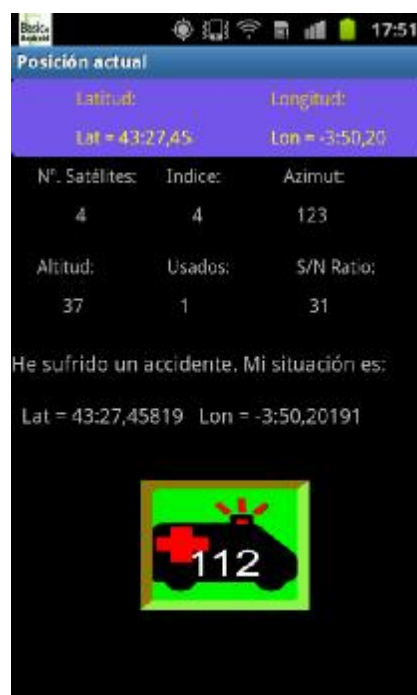 Basic4
Android
17:51
Posición actual
Latitud: Longitud:
Lat = 43:27,45 Lon = -3:50,20
Nº. Satélites: Indice: Azimut:
4 4 123
Altitud: Usados: S/N Ratio:
37 1 31
He sufrido un accidente. Mi situación es:
Lat = 43:27,45819 Lon = -3:50,20191
112